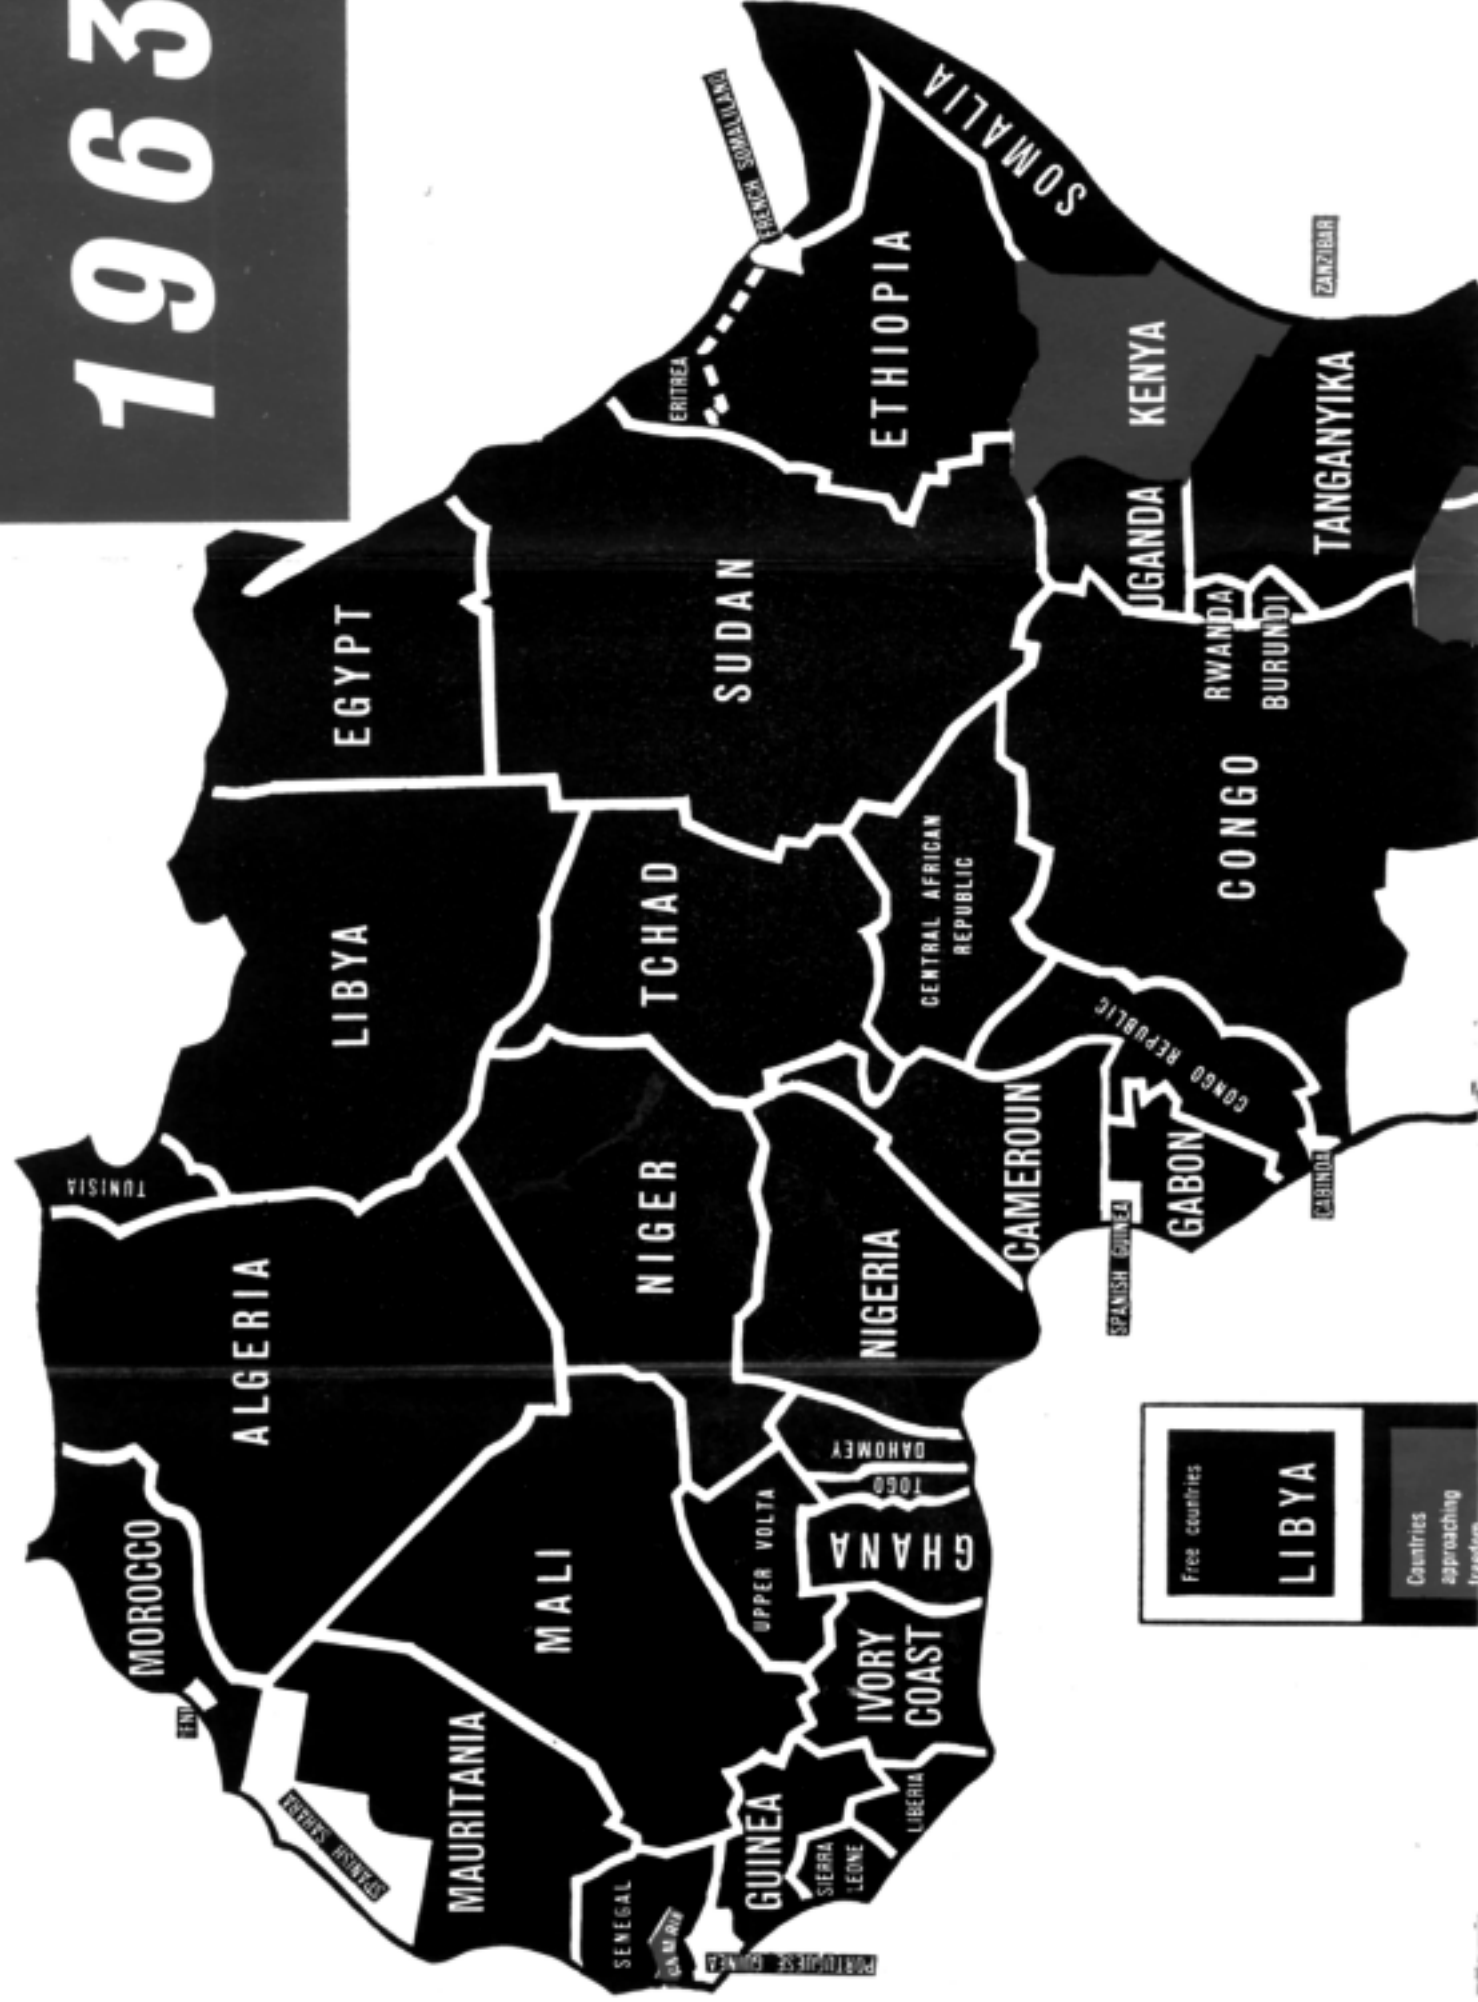 1963
TUNISIA
MOROCCO
ALGERIA
LIBYA
EGYPT
SPANISH SAHARA
MAURITANIA
MALI
NIGER
TCHAD
SUDAN
ERITREA
FRENCH SOMALILAND
SENEGAL
PORTUGUESE GUINEA
GUINEA
SIERRA
LEONE
LIBERIA
IVORY
COAST
UPPER VOLTA
GHANA
TOGO
DAHOMEY
NIGERIA
CAMEROUN
CENTRAL AFRICAN
REPUBLIC
ETHIOPIA
SOMALIA
SPANISH GUINEA
GABON
CONGO REPUBLIC
CABINDA
CONGO
UGANDA
KENYA
RWANDA
BURUNDI
TANGANYIKA
ZANZIBAR
Free countries
LIBYA
Countries
approaching